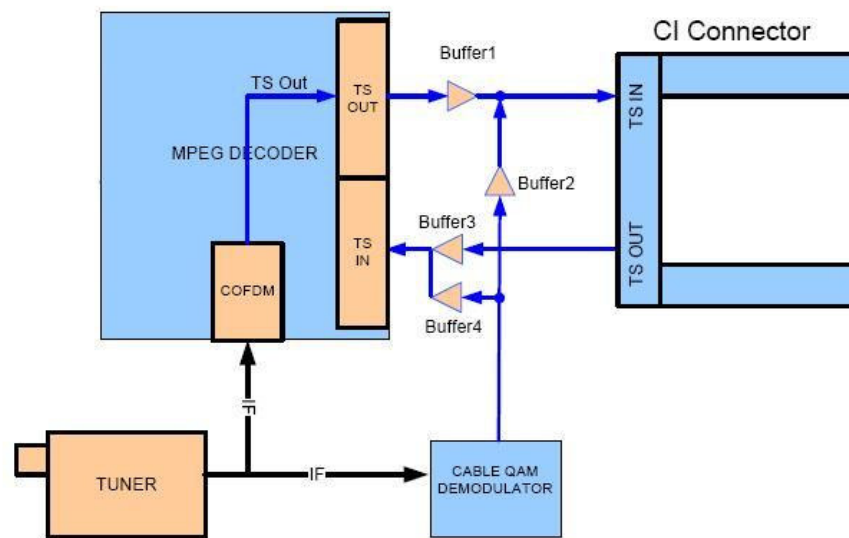 CI Connector
Buffer1
TS Out
TS
OUT
TS IN
MPEG DECODER
Buffer2
Buffer3
TS
IN
TS OUT
COFDM
Buffer4
IF
TUNER
IF
CABLE QAM
DEMODULATOR